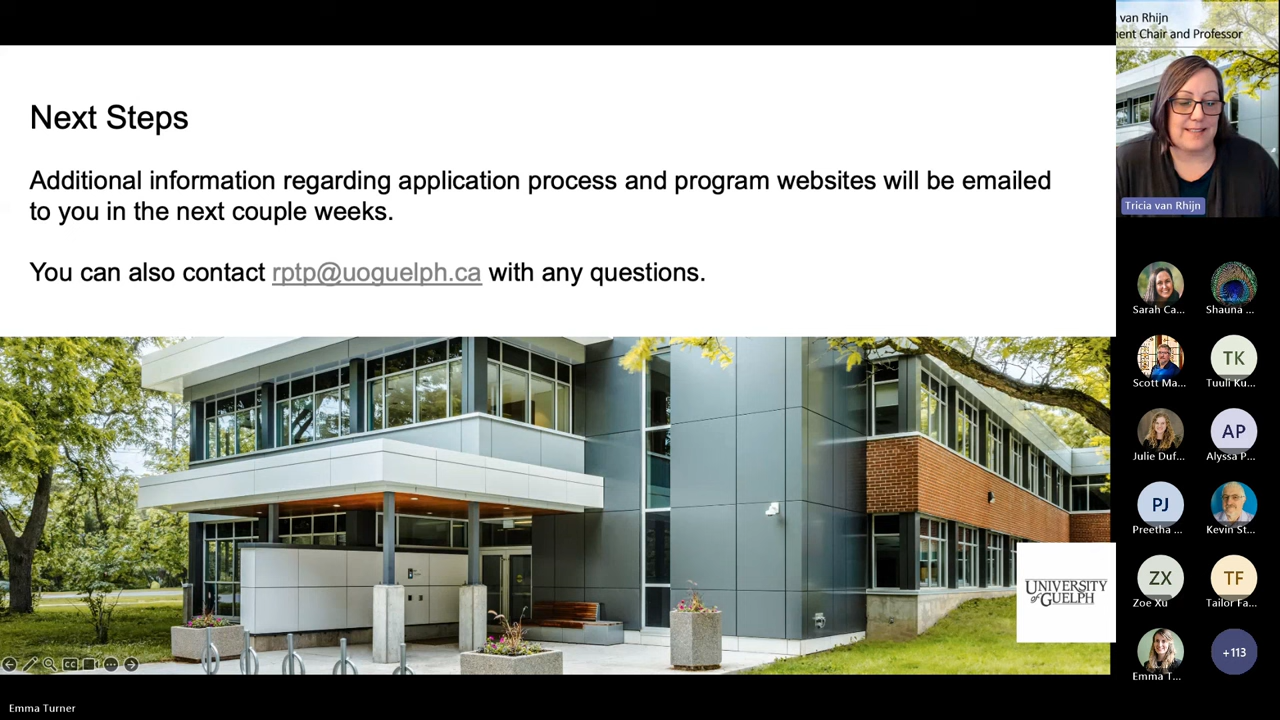 Next Steps
Additional information regarding application process and program websites will be emailed
to you in the next couple weeks.
You can also contact rptp@uoguelph.ca with any questions.
UNIVERSITY
of GUELPH
van Rhijn
ent Chair and Professor
Tricia van Rhijn
Sarah Ca...
Shauna ...
Scott Ma...
TK
Tuuli Ku...
Julie Duf...
AP
Alyssa P...
PJ
Preetha ...
Kevin St...
ZX
Zoe Xu
TF
Tailor Fa...
Emma T...
+113
CC
Emma Turner